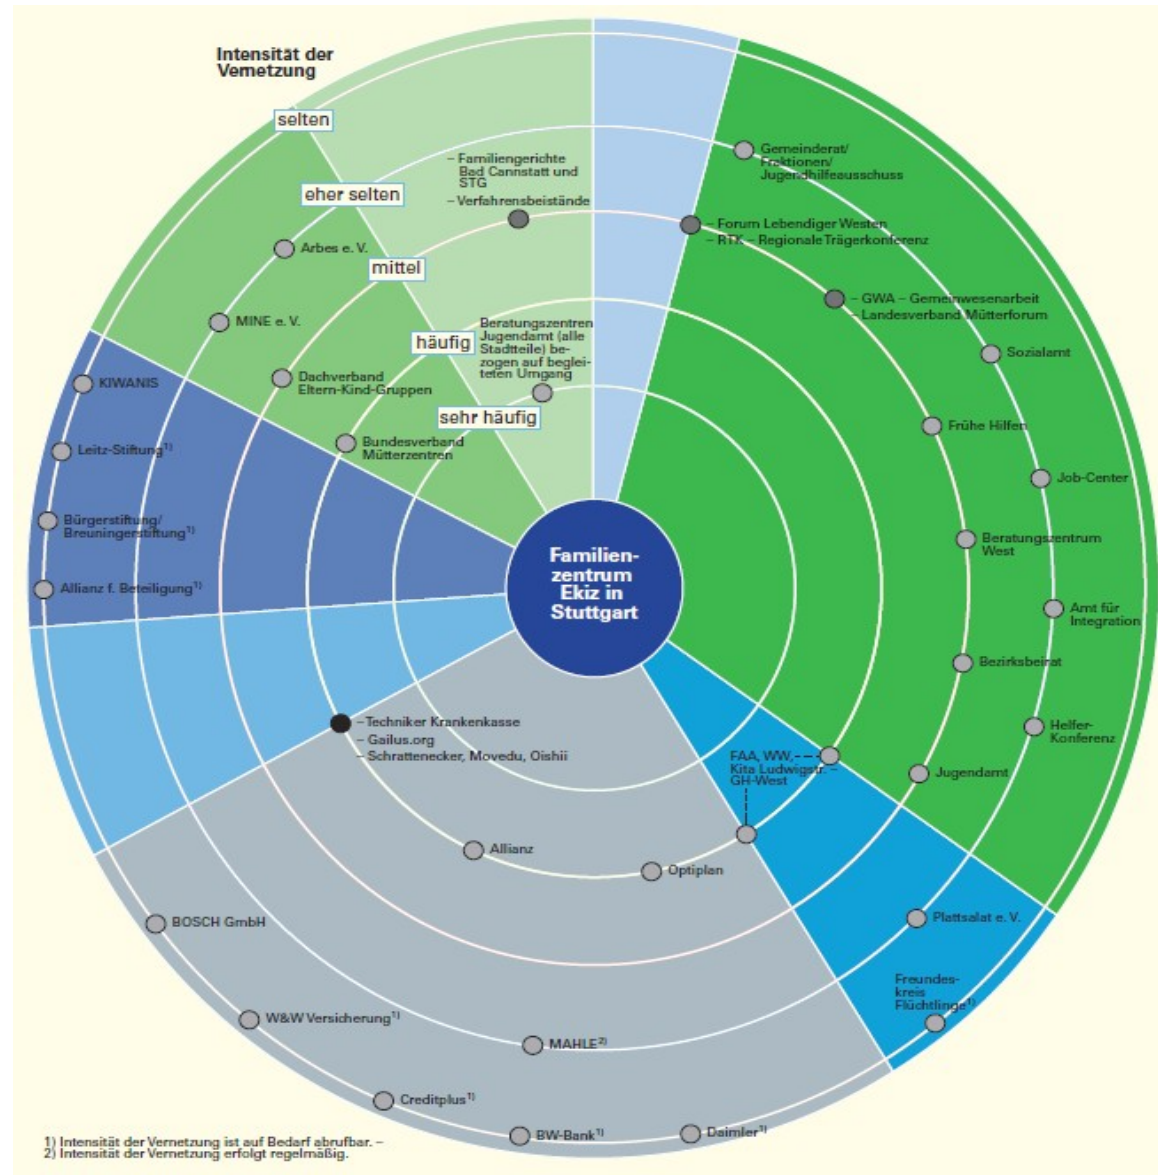 Intensität der
Vernetzung
selten
eher selten
mittel
häufig
sehr häufig
– Familiengerichte
Bad Cannstatt und
STG
– Verfahrensbeistände
Beratungszentren
Jugendamt (alle
Stadtteile) be-
zogen auf beglei-
teten Umgang
Arbes e. V.
MINE e. V.
Dachverband
Eltern-Kind-Gruppen
Bundesverband
Mütterzentren
KIWANIS
Leitz-Stiftung1)
Bürgerstiftung/
Breuningerstiftung1)
Allianz f. Beteiligung1)
Familien-
zentrum
Ekiz in
Stuttgart
Gemeinderat/
Fraktionen/
Jugendhilfeausschuss
– Forum Lebendiger Westen
– RTK – Regionale Trägerkonferenz
– GWA – Gemeinwesenarbeit
– Landesverband Mütterforum
Sozialamt
Frühe Hilfen
Job-Center
Beratungszentrum
West
Amt für
Integration
Bezirksbeirat
Helfer-
Konferenz
Jugendamt
FAA, WW,
Kita Ludwigstr. –
GH-West
Plattsalat e. V.
Freundes-
kreis
Flüchtlinge1)
– Techniker Krankenkasse
– Gailus.org
– Schrattenecker, Movedu, Oishii
Allianz
Optiplan
BOSCH GmbH
W&W Versicherung1)
MAHLE2)
Creditplus1)
BW-Bank1)
Daimler1)
1) Intensität der Vernetzung ist auf Bedarf abrufbar. –
2) Intensität der Vernetzung erfolgt regelmäßig.